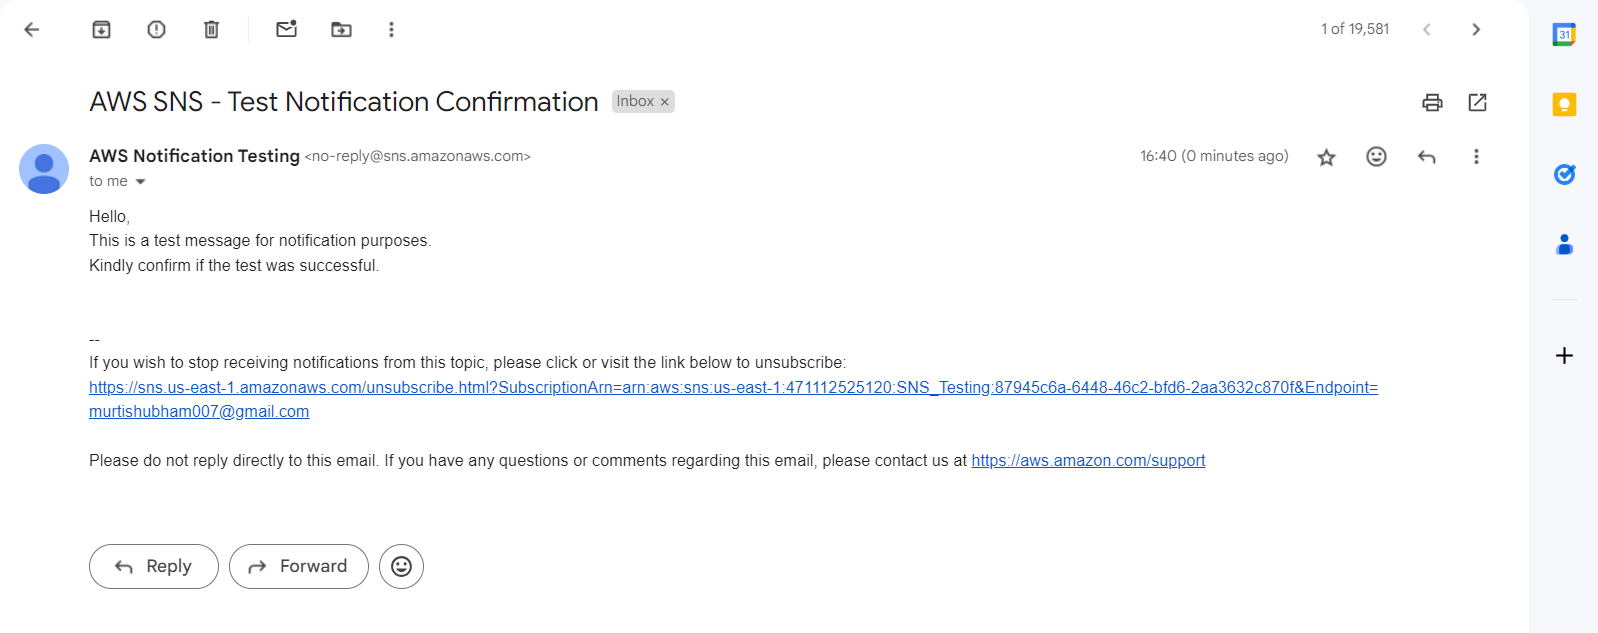 1 of 19,581
31
AWS SNS - Test Notification Confirmation Inbox ×
AWS Notification Testing <no-reply@sns.amazonaws.com> 16:40 (0 minutes ago)
to me
Hello,
This is a test message for notification purposes.
Kindly confirm if the test was successful.
--
If you wish to stop receiving notifications from this topic, please click or visit the link below to unsubscribe:
https://sns.us-east-1.amazonaws.com/unsubscribe.html?SubscriptionArn=arn:aws:sns:us-east-1:471112525120:SNS_Testing:87945c6a-6448-46c2-bfd6-2aa3632c870f&Endpoint=
murtishubham007@gmail.com
Please do not reply directly to this email. If you have any questions or comments regarding this email, please contact us at https://aws.amazon.com/support
Reply Forward